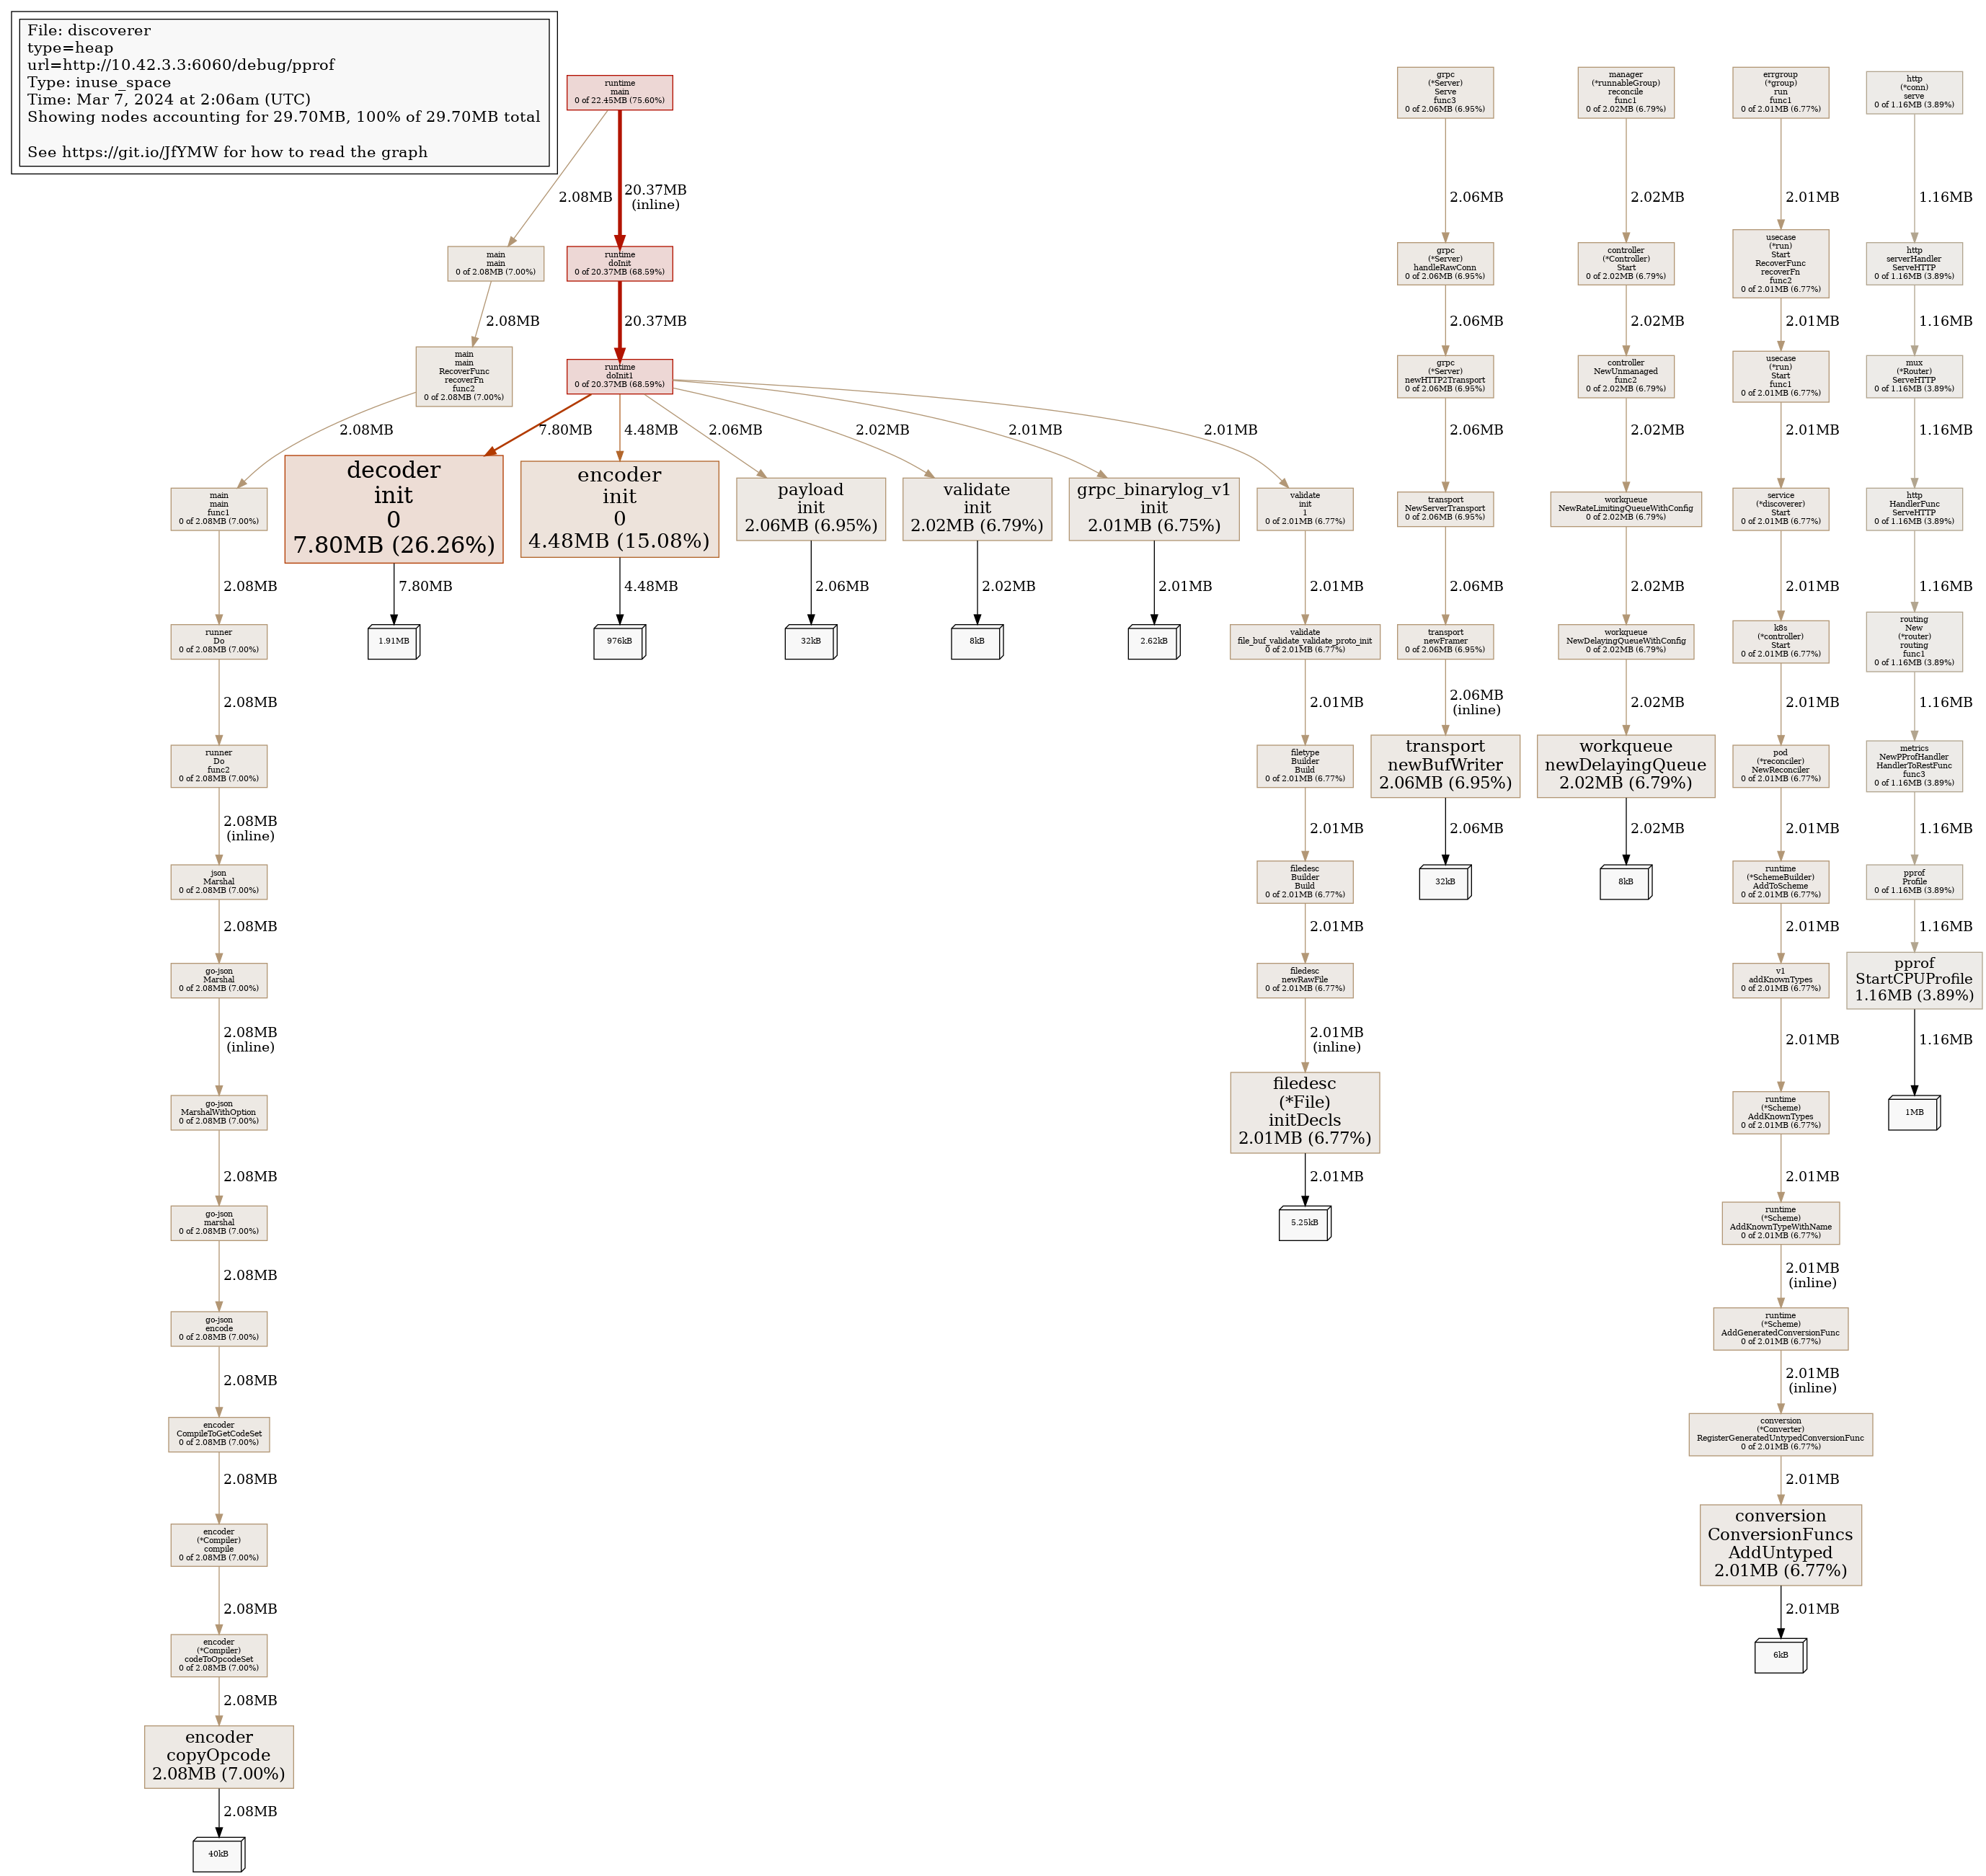 File: discoverer
type=heap
url=http://10.42.3.3:6060/debug/pprof
Type: inuse_space
Time: Mar 7, 2024 at 2:06am (UTC)
Showing nodes accounting for 29.70MB, 100% of 29.70MB total
See https://git.io/JfYMW for how to read the graph
runtime
main
0 of 22.45MB (75.60%)
2.08MB
20.37MB
(inline)
main
main
0 of 2.08MB (7.00%)
runtime
doInit
0 of 20.37MB (68.59%)
2.08MB
20.37MB
main
main
RecoverFunc
recoverFn
func2
0 of 2.08MB (7.00%)
runtime
doInit1
0 of 20.37MB (68.59%)
2.08MB
7.80MB
4.48MB
2.06MB
2.02MB
2.01MB
2.01MB
main
main
func1
0 of 2.08MB (7.00%)
decoder
init
0
7.80MB (26.26%)
encoder
init
0
4.48MB (15.08%)
payload
init
2.06MB (6.95%)
validate
init
2.02MB (6.79%)
grpc_binarylog_v1
init
2.01MB (6.75%)
validate
init
1
0 of 2.01MB (6.77%)
2.08MB
7.80MB
4.48MB
2.06MB
2.02MB
2.01MB
2.01MB
runner
Do
0 of 2.08MB (7.00%)
1.91MB
976kB
32kB
8kB
2.62kB
validate
file_buf_validate_validate_proto_init
0 of 2.01MB (6.77%)
2.08MB
2.01MB
runner
Do
func2
0 of 2.08MB (7.00%)
filetype
Builder
Build
0 of 2.01MB (6.77%)
2.08MB
(inline)
2.01MB
json
Marshal
0 of 2.08MB (7.00%)
filedesc
Builder
Build
0 of 2.01MB (6.77%)
2.08MB
2.01MB
go-json
Marshal
0 of 2.08MB (7.00%)
filedesc
newRawFile
0 of 2.01MB (6.77%)
2.08MB
(inline)
2.01MB
(inline)
go-json
MarshalWithOption
0 of 2.08MB (7.00%)
filedesc
(*File)
initDecls
2.01MB (6.77%)
2.08MB
2.01MB
go-json
marshal
0 of 2.08MB (7.00%)
5.25kB
2.08MB
go-json
encode
0 of 2.08MB (7.00%)
2.08MB
encoder
CompileToGetCodeSet
0 of 2.08MB (7.00%)
2.08MB
encoder
(*Compiler)
compile
0 of 2.08MB (7.00%)
2.08MB
encoder
(*Compiler)
codeToOpcodeSet
0 of 2.08MB (7.00%)
2.08MB
encoder
copyOpcode
2.08MB (7.00%)
2.08MB
40kB
grpc
(*Server)
Serve
func3
0 of 2.06MB (6.95%)
2.06MB
grpc
(*Server)
handleRawConn
0 of 2.06MB (6.95%)
2.06MB
grpc
(*Server)
newHTTP2Transport
0 of 2.06MB (6.95%)
2.06MB
transport
NewServerTransport
0 of 2.06MB (6.95%)
2.06MB
transport
newFramer
0 of 2.06MB (6.95%)
2.06MB
(inline)
transport
newBufWriter
2.06MB (6.95%)
2.06MB
32kB
manager
(*runnableGroup)
reconcile
func1
0 of 2.02MB (6.79%)
2.02MB
controller
(*Controller)
Start
0 of 2.02MB (6.79%)
2.02MB
controller
NewUnmanaged
func2
0 of 2.02MB (6.79%)
2.02MB
workqueue
NewRateLimitingQueueWithConfig
0 of 2.02MB (6.79%)
2.02MB
workqueue
NewDelayingQueueWithConfig
0 of 2.02MB (6.79%)
2.02MB
workqueue
newDelayingQueue
2.02MB (6.79%)
2.02MB
8kB
errgroup
(*group)
run
func1
0 of 2.01MB (6.77%)
2.01MB
usecase
(*run)
Start
RecoverFunc
recoverFn
func2
0 of 2.01MB (6.77%)
2.01MB
usecase
(*run)
Start
func1
0 of 2.01MB (6.77%)
2.01MB
service
(*discoverer)
Start
0 of 2.01MB (6.77%)
2.01MB
k8s
(*controller)
Start
0 of 2.01MB (6.77%)
2.01MB
pod
(*reconciler)
NewReconciler
0 of 2.01MB (6.77%)
2.01MB
runtime
(*SchemeBuilder)
AddToScheme
0 of 2.01MB (6.77%)
2.01MB
v1
addKnownTypes
0 of 2.01MB (6.77%)
2.01MB
runtime
(*Scheme)
AddKnownTypes
0 of 2.01MB (6.77%)
2.01MB
runtime
(*Scheme)
AddKnownTypeWithName
0 of 2.01MB (6.77%)
2.01MB
(inline)
runtime
(*Scheme)
AddGeneratedConversionFunc
0 of 2.01MB (6.77%)
2.01MB
(inline)
conversion
(*Converter)
RegisterGeneratedUntypedConversionFunc
0 of 2.01MB (6.77%)
2.01MB
conversion
ConversionFuncs
AddUntyped
2.01MB (6.77%)
2.01MB
6kB
http
(*conn)
serve
0 of 1.16MB (3.89%)
1.16MB
http
serverHandler
ServeHTTP
0 of 1.16MB (3.89%)
1.16MB
mux
(*Router)
ServeHTTP
0 of 1.16MB (3.89%)
1.16MB
http
HandlerFunc
ServeHTTP
0 of 1.16MB (3.89%)
1.16MB
routing
New
(*router)
routing
func1
0 of 1.16MB (3.89%)
1.16MB
metrics
NewPProfHandler
HandlerToRestFunc
func3
0 of 1.16MB (3.89%)
1.16MB
pprof
Profile
0 of 1.16MB (3.89%)
1.16MB
pprof
StartCPUProfile
1.16MB (3.89%)
1.16MB
1MB